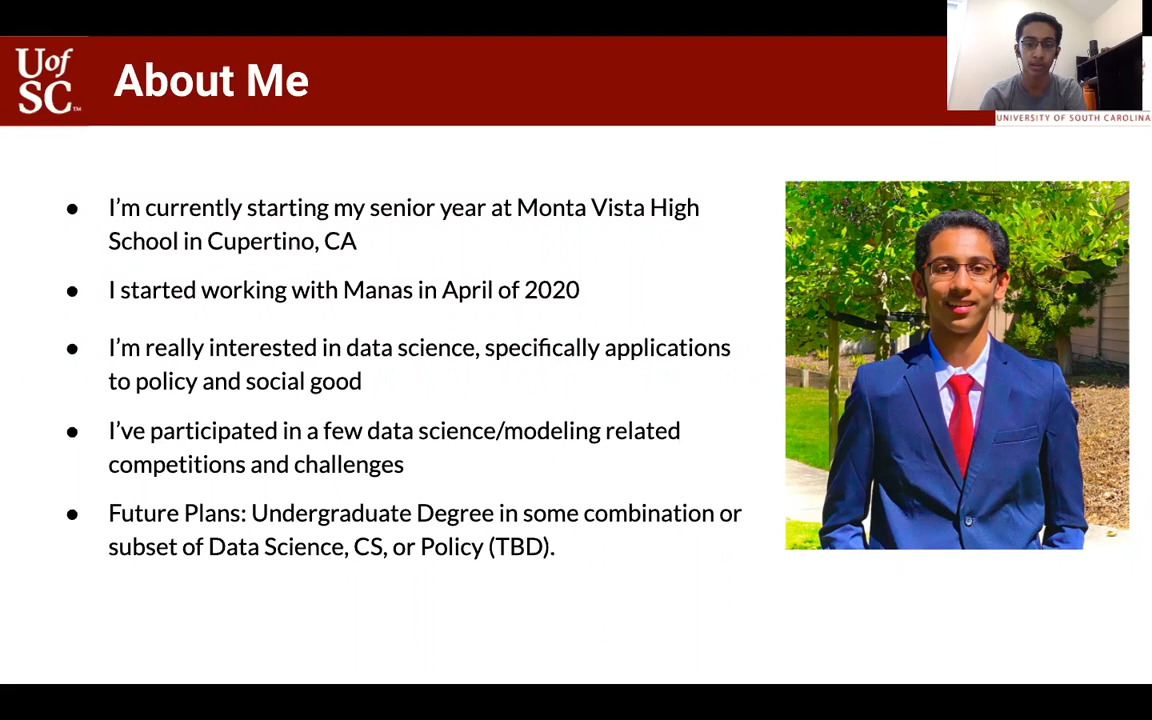 Uof
SC™
About Me
UNIVERSITY OF SOUTH CAROLINA
● I’m currently starting my senior year at Monta Vista High
School in Cupertino, CA
● I started working with Manas in April of 2020
● I’m really interested in data science, specifically applications
to policy and social good
● I’ve participated in a few data science/modeling related
competitions and challenges
● Future Plans: Undergraduate Degree in some combination or
subset of Data Science, CS, or Policy (TBD).